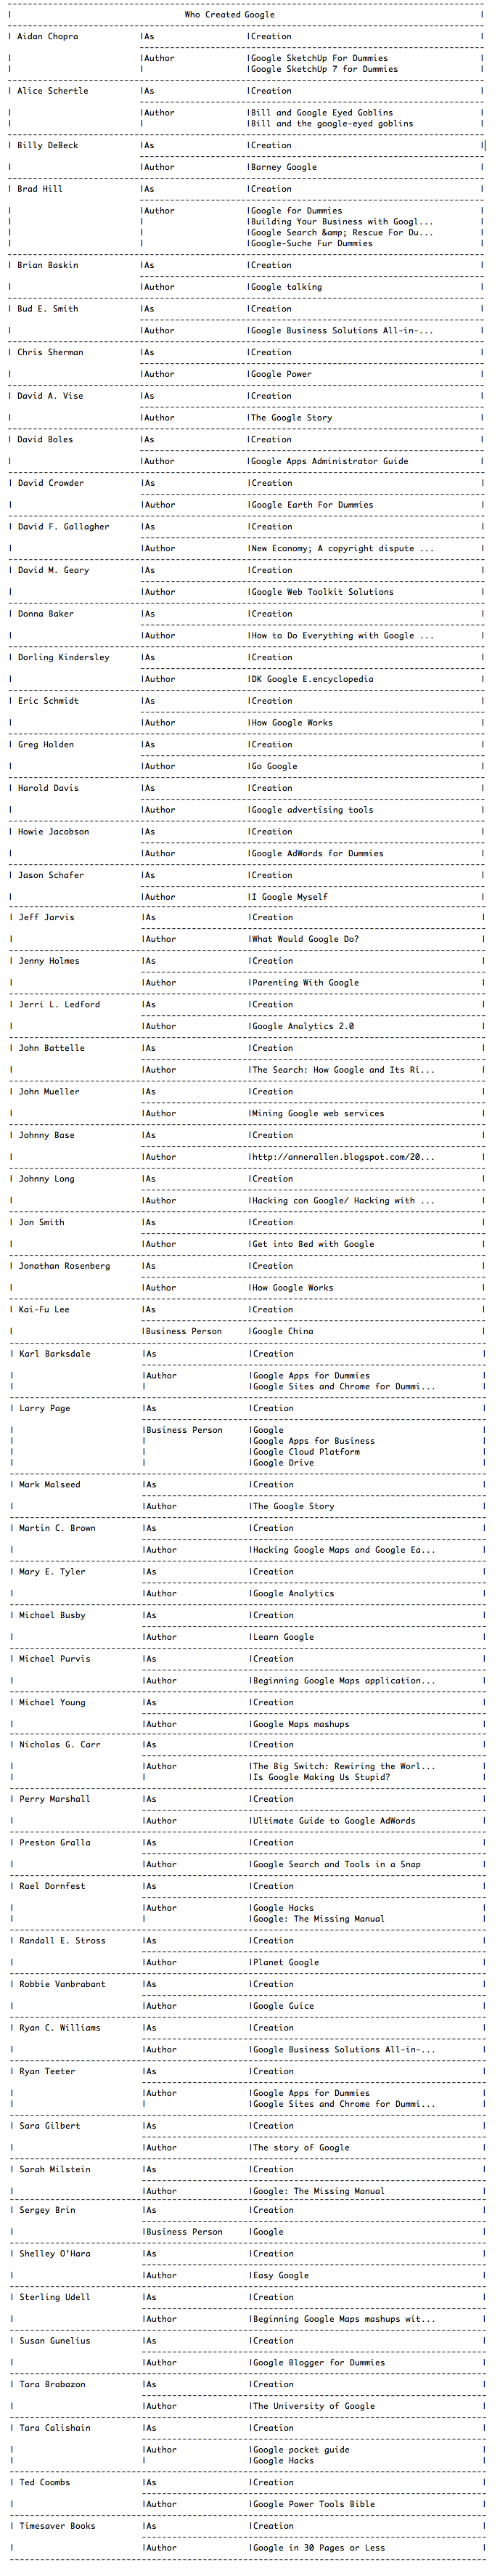 Who Created Google
| Aidan Chopra |As |Creation |
| |Author |Google SketchUp For Dummies |
| | |Google SketchUp 7 for Dummies |
| Alice Schertle |As |Creation |
| |Author |Bill and Google Eyed Goblins |
| | |Bill and the google-eyed goblins |
| Billy DeBeck |As |Creation |
| |Author |Barney Google |
| Brad Hill |As |Creation |
| |Author |Google for Dummies |
| | |Building Your Business with Googl... |
| | |Google Search &amp; Rescue For Du... |
| | |Google-Suche Fur Dummies |
| Brian Baskin |As |Creation |
| |Author |Google talking |
| Bud E. Smith |As |Creation |
| |Author |Google Business Solutions All-in-... |
| Chris Sherman |As |Creation |
| |Author |Google Power |
| David A. Vise |As |Creation |
| |Author |The Google Story |
| David Boles |As |Creation |
| |Author |Google Apps Administrator Guide |
| David Crowder |As |Creation |
| |Author |Google Earth For Dummies |
| David F. Gallagher |As |Creation |
| |Author |New Economy; A copyright dispute ... |
| David M. Geary |As |Creation |
| |Author |Google Web Toolkit Solutions |
| Donna Baker |As |Creation |
| |Author |How to Do Everything with Google ... |
| Dorling Kindersley |As |Creation |
| |Author |DK Google E.encyclopedia |
| Eric Schmidt |As |Creation |
| |Author |How Google Works |
| Greg Holden |As |Creation |
| |Author |Go Google |
| Harold Davis |As |Creation |
| |Author |Google advertising tools |
| Howie Jacobson |As |Creation |
| |Author |Google AdWords for Dummies |
| Jason Schafer |As |Creation |
| |Author |I Google Myself |
| Jeff Jarvis |As |Creation |
| |Author |What Would Google Do? |
| Jenny Holmes |As |Creation |
| |Author |Parenting With Google |
| Jerri L. Ledford |As |Creation |
| |Author |Google Analytics 2.0 |
| John Battelle |As |Creation |
| |Author |The Search: How Google and Its Ri... |
| John Mueller |As |Creation |
| |Author |Mining Google web services |
| Johnny Base |As |Creation |
| |Author |http://annerallen.blogspot.com/20... |
| Johnny Long |As |Creation |
| |Author |Hacking con Google/ Hacking with ... |
| Jon Smith |As |Creation |
| |Author |Get into Bed with Google |
| Jonathan Rosenberg |As |Creation |
| |Author |How Google Works |
| Kai-Fu Lee |As |Creation |
| |Business Person |Google China |
| Karl Barksdale |As |Creation |
| |Author |Google Apps for Dummies |
| | |Google Sites and Chrome for Dummi... |
| Larry Page |As |Creation |
| |Business Person |Google |
| | |Google Apps for Business |
| | |Google Cloud Platform |
| | |Google Drive |
| Mark Malseed |As |Creation |
| |Author |The Google Story |
| Martin C. Brown |As |Creation |
| |Author |Hacking Google Maps and Google Ea... |
| Mary E. Tyler |As |Creation |
| |Author |Google Analytics |
| Michael Busby |As |Creation |
| |Author |Learn Google |
| Michael Purvis |As |Creation |
| |Author |Beginning Google Maps application... |
| Michael Young |As |Creation |
| |Author |Google Maps mashups |
| Nicholas G. Carr |As |Creation |
| |Author |The Big Switch: Rewiring the Worl... |
| | |Is Google Making Us Stupid? |
| Perry Marshall |As |Creation |
| |Author |Ultimate Guide to Google AdWords |
| Preston Gralla |As |Creation |
| |Author |Google Search and Tools in a Snap |
| Rael Dornfest |As |Creation |
| |Author |Google Hacks |
| | |Google: The Missing Manual |
| Randall E. Stross |As |Creation |
| |Author |Planet Google |
| Robbie Vanbrabant |As |Creation |
| |Author |Google Guice |
| Ryan C. Williams |As |Creation |
| |Author |Google Business Solutions All-in-... |
| Ryan Teeter |As |Creation |
| |Author |Google Apps for Dummies |
| | |Google Sites and Chrome for Dummi... |
| Sara Gilbert |As |Creation |
| |Author |The story of Google |
| Sarah Milstein |As |Creation |
| |Author |Google: The Missing Manual |
| Sergey Brin |As |Creation |
| |Business Person |Google |
| Shelley O'Hara |As |Creation |
| |Author |Easy Google |
| Sterling Udell |As |Creation |
| |Author |Beginning Google Maps mashups wit... |
| Susan Gunelius |As |Creation |
| |Author |Google Blogger for Dummies |
| Tara Brabazon |As |Creation |
| |Author |The University of Google |
| Tara Calishain |As |Creation |
| |Author |Google pocket guide |
| | |Google Hacks |
| Ted Coombs |As |Creation |
| |Author |Google Power Tools Bible |
| Timesaver Books |As |Creation |
| |Author |Google in 30 Pages or Less |